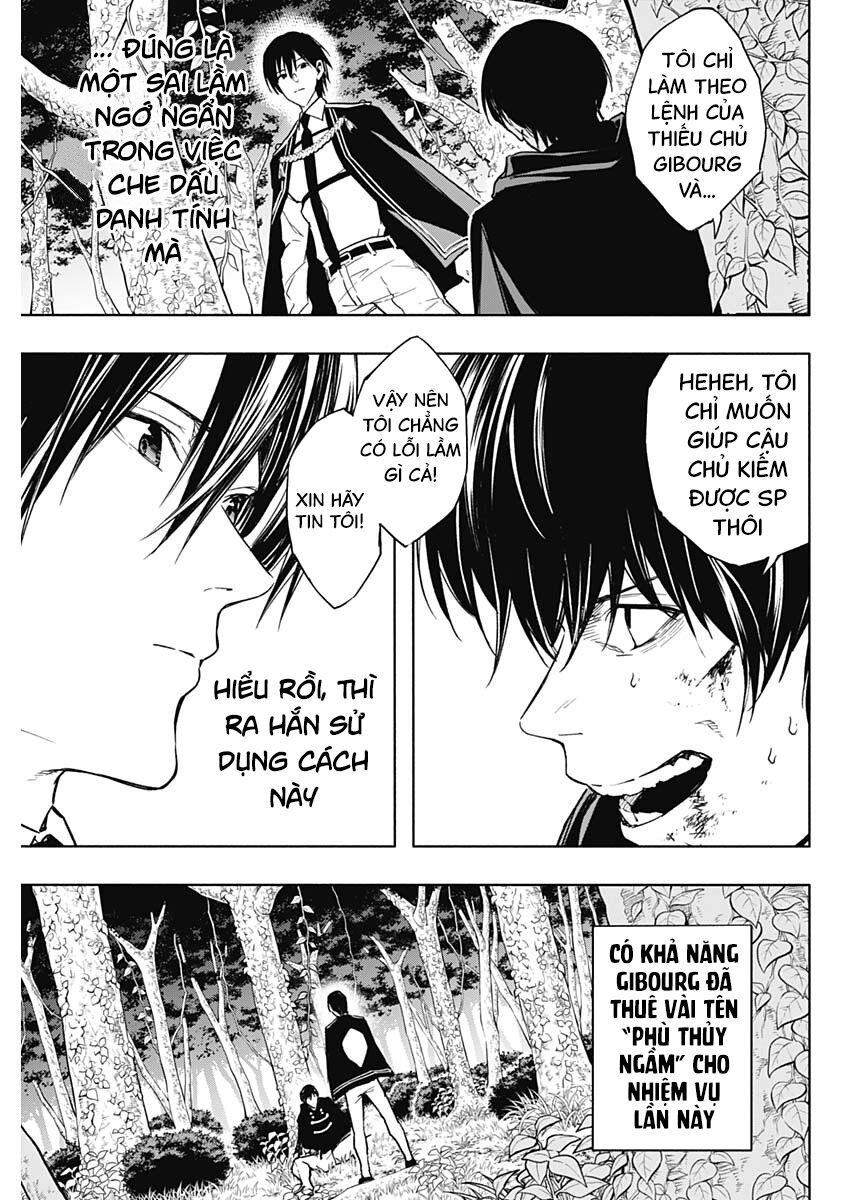 TÔI CHỈ
LÀM THEO
LỆNH CỦA
THIẾU CHỦ
GIBOURG
VÀ...
... ĐÚNG LÀ
MỘT SAI LẦM
NGỚ NGẨN
TRONG VIỆC
CHE DẤU
DANH TÍNH
MÀ
HEHEH, TÔI
CHỈ MUỐN
GIÚP CẬU
CHỦ KIẾM
ĐƯỢC SP
THÔI
VẬY NÊN
TÔI CHẲNG
CÓ LỖI LẦM
GÌ CẢ!
XIN HÃY
TIN TÔI!
HIỂU RỒI, THÌ
RA HẮN SỬ
DỤNG CÁCH
NÀY
CÓ KHẢ NĂNG
GIBOURG ĐÃ
THUÊ VÀI TÊN
“PHÙ THỦY
NGẦM” CHO
NHIỆM VỤ
LẦN NÀY